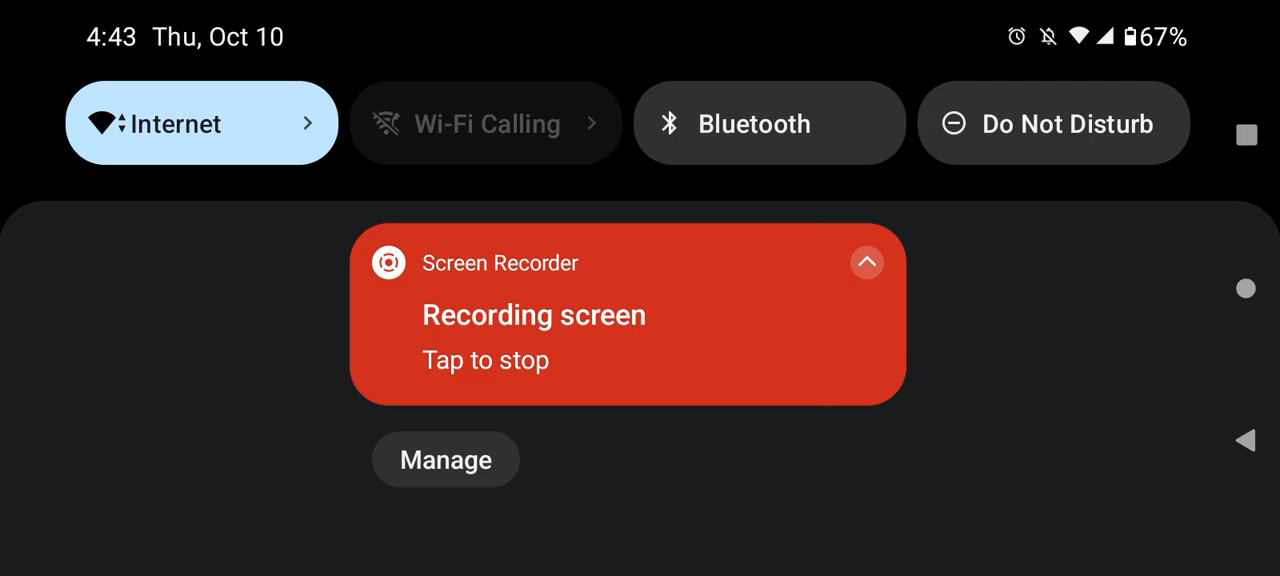 4:43 Thu, Oct 10 67%
Internet Wi-Fi Calling Bluetooth Do Not Disturb
Screen Recorder
Recording screen
Tap to stop
Manage